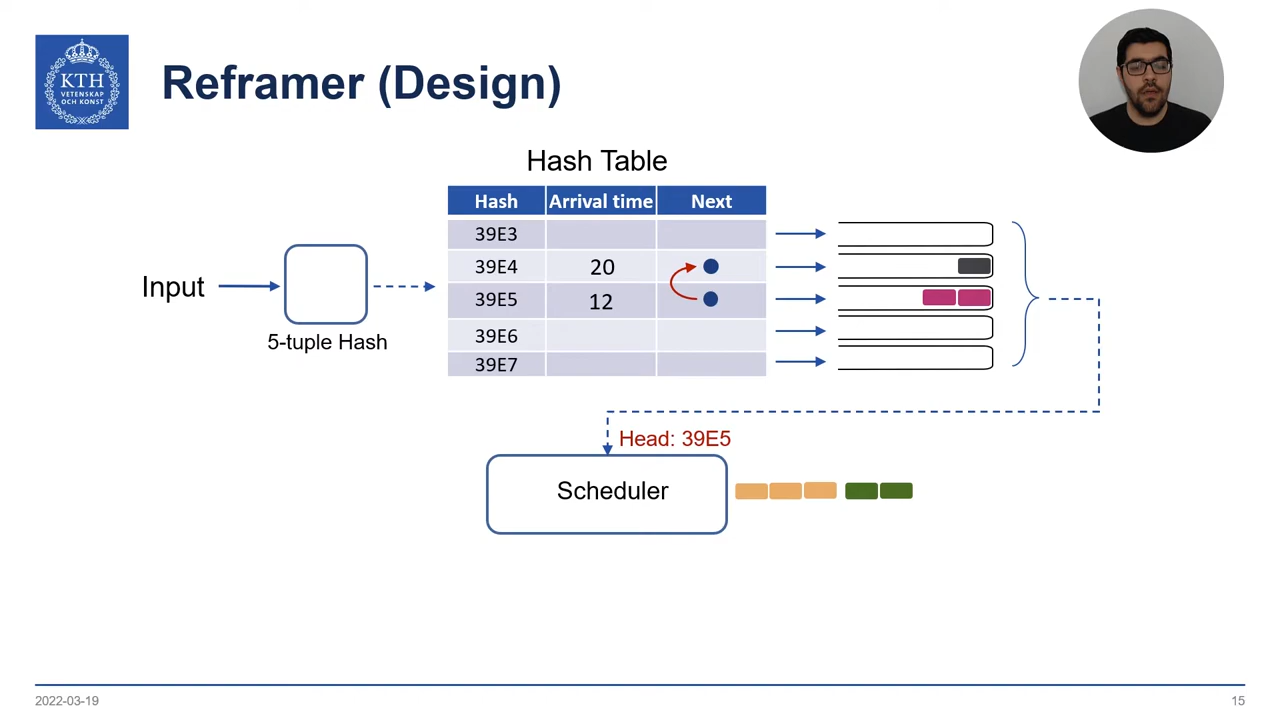 KTH
VETENSKAP
OCH KONST
Reframer (Design)
Hash Table
Hash Arrival time Next
39E3
39E4 20
39E5 12
39E6
39E7
Input
5-tuple Hash
Head: 39E5
Scheduler
2022-03-19
15